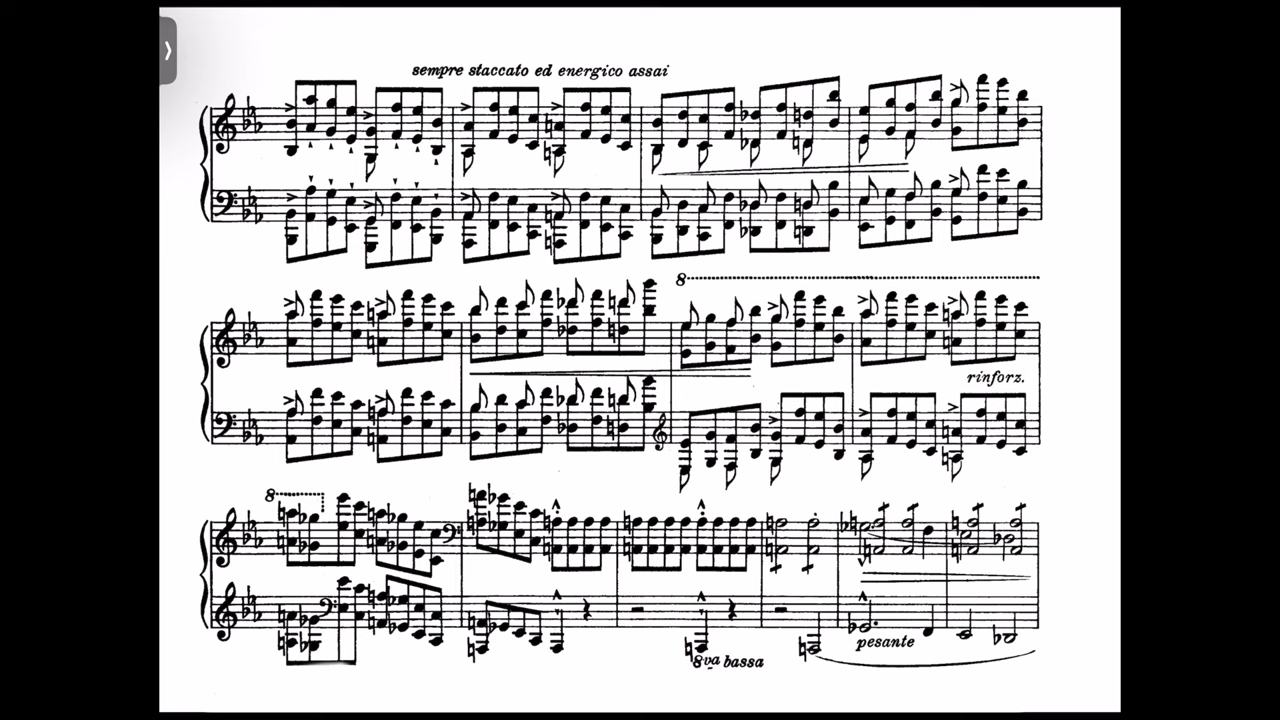 sempre staccato ed energico assai
8
rinforz.
8
pesante
8va bassa